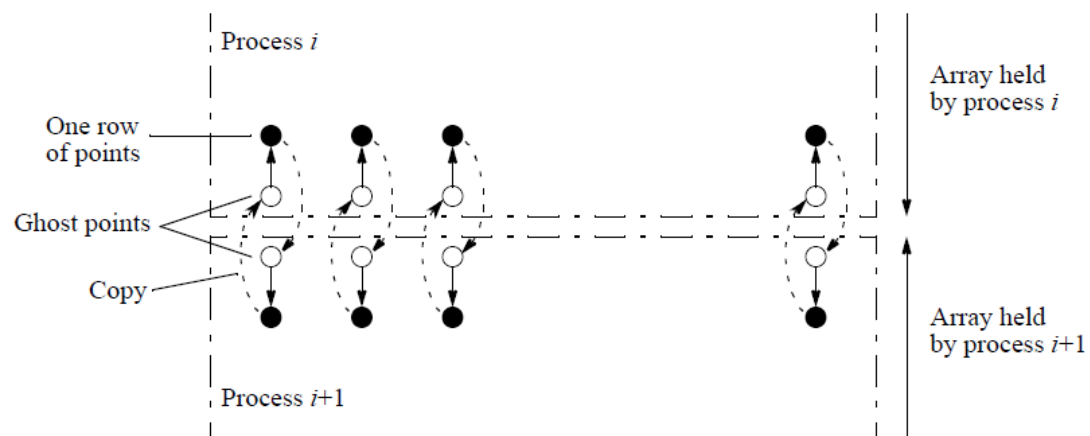 Process i
Array held
by process i
One row
of points
Ghost points
Copy
Array held
by process i+1
Process i+1